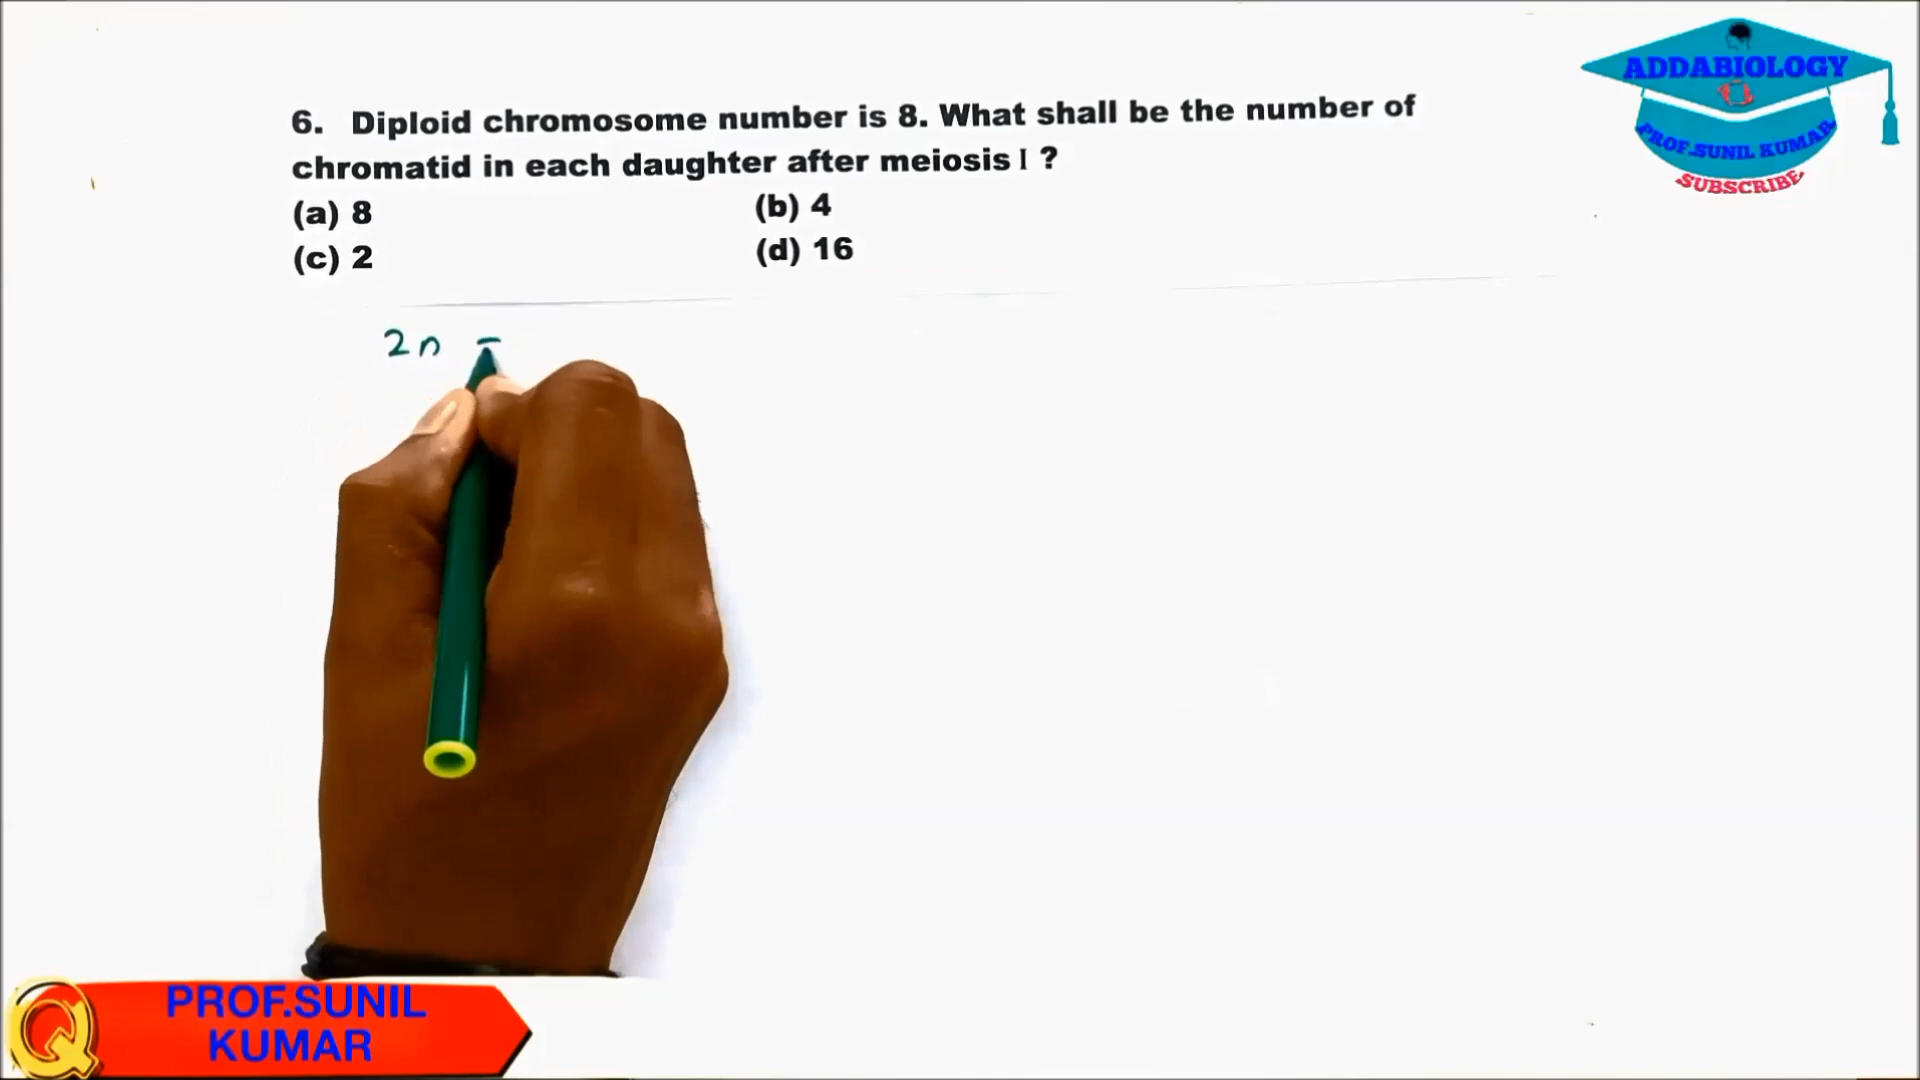 ADDABIOLOGY
PROF.SUNIL KUMAR
SUBSCRIBE
6. Diploid chromosome number is 8. What shall be the number of
chromatid in each daughter after meiosis I ?
(a) 8 (b) 4
(c) 2 (d) 16
2n =
PROF.SUNIL
KUMAR